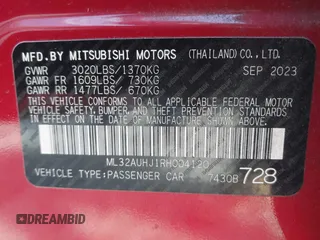 MFD.BY MITSUBISHI MOTORS (THAILAND)CO.,LTD.
GVWR 3020LBS/1370KG SEP 2023
GAWR FR 1609LBS/ 730KG
GAWR RR 1477LBS/ 670KG
THIS VEHICLE CONFORMS TO ALL APPLICABLE
FEDERAL MOTOR VEHICLE SAFETY, BUMPER, AND
THEFT PREVENTION STANDARDS IN EFFECT ON
THE DATE OF MANUFACTURE SHOWN ABOVE.
ML32AUHJ1RH004120
VEHICLE TYPE:PASSENGER CAR 7430B 728
DREAMBID